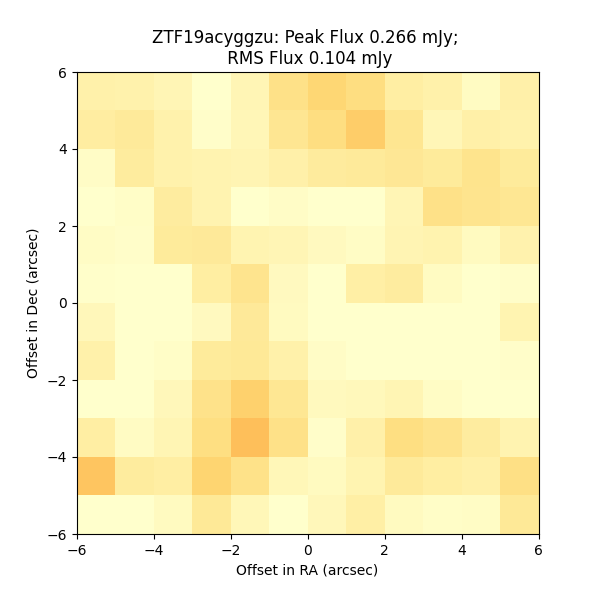 ZTF19acyggzu: Peak Flux 0.266 mJy;
RMS Flux 0.104 mJy
6
4
2
0
−2
−4
−6
Offset in Dec (arcsec)
−6 −4 −2 0 2 4 6
Offset in RA (arcsec)